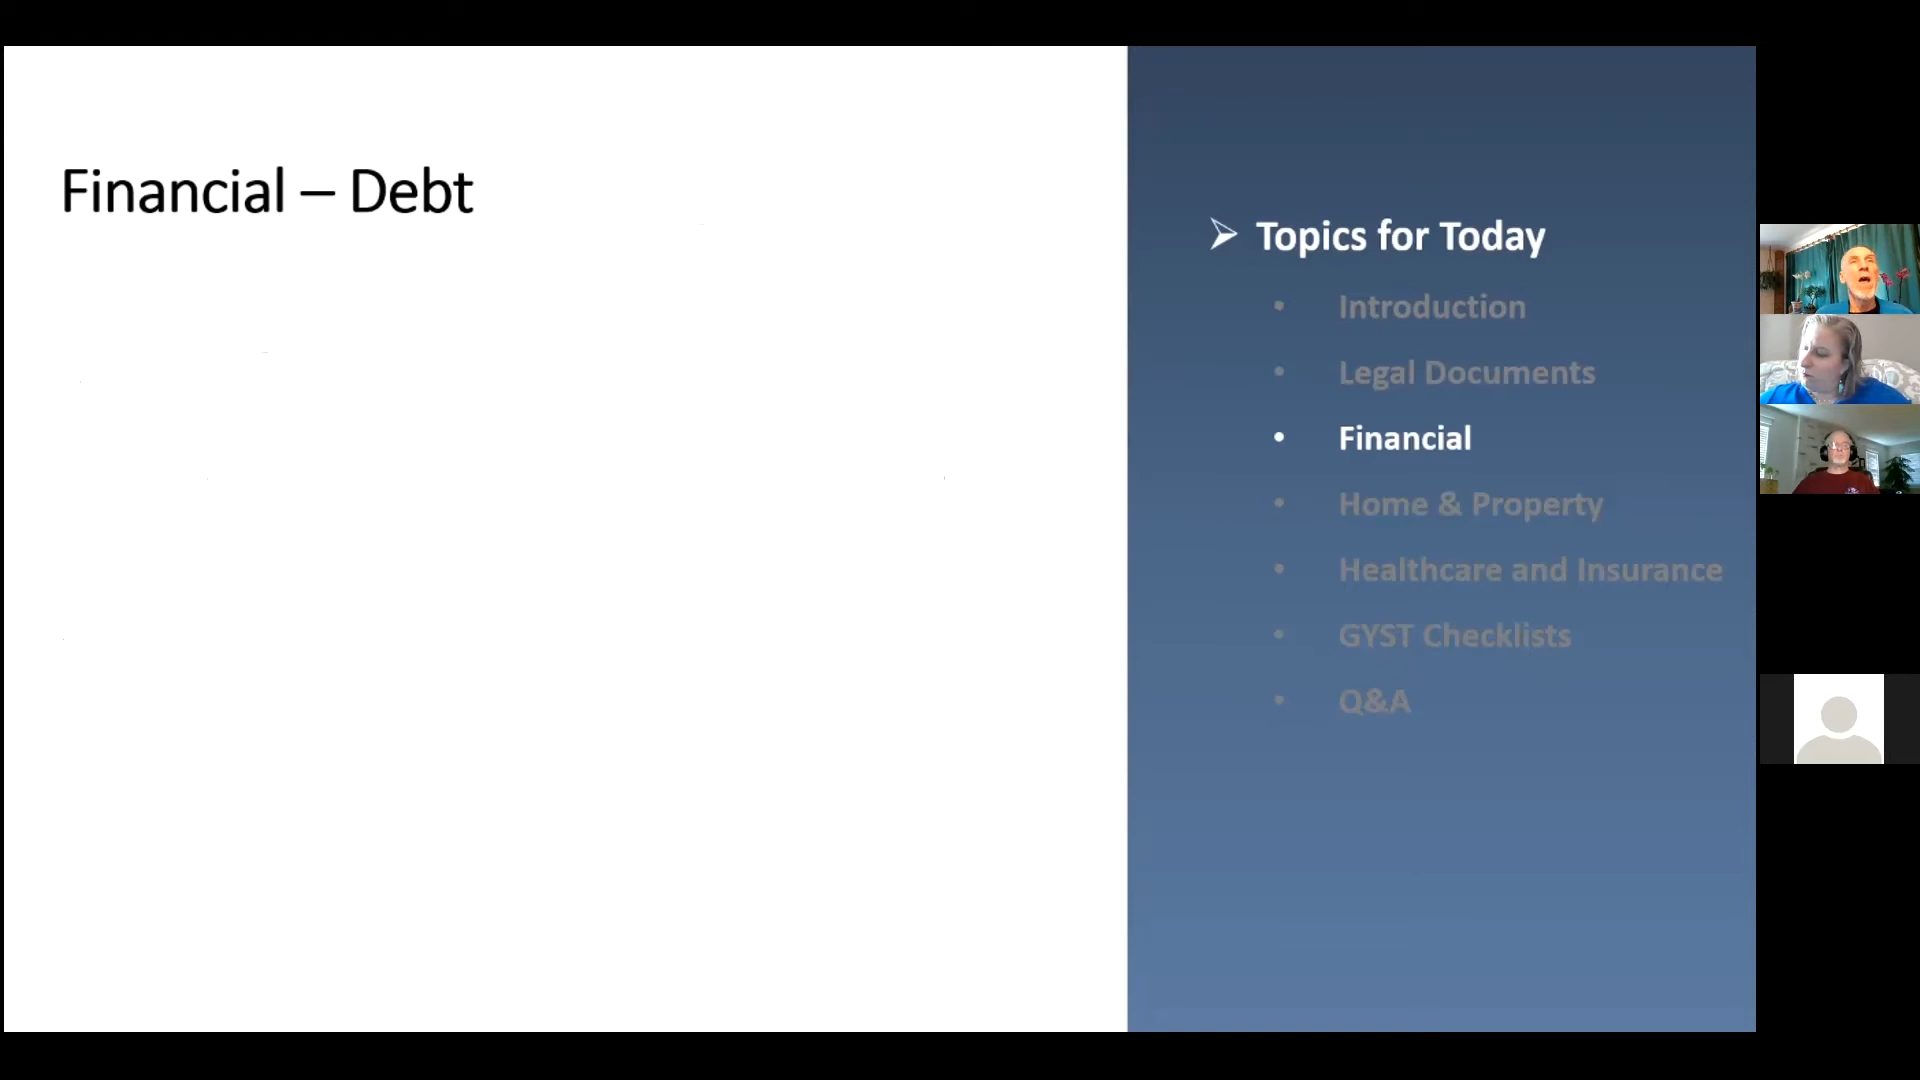 Financial – Debt
➢ Topics for Today
• Introduction
• Legal Documents
• Financial
• Home & Property
• Healthcare and Insurance
• GYST Checklists
• Q&A